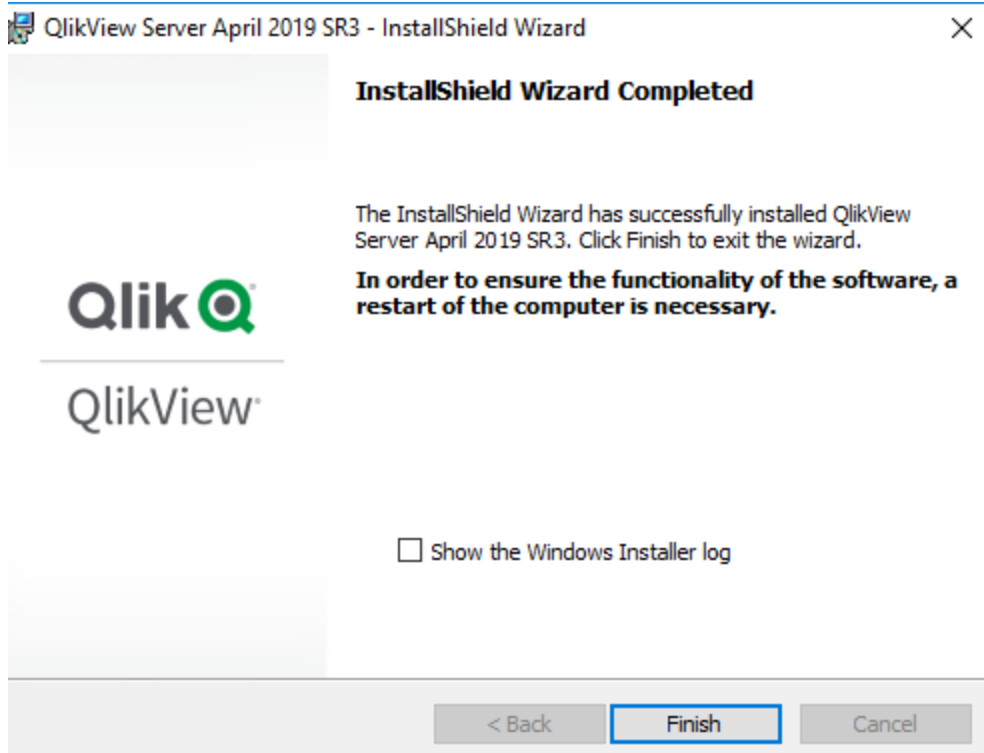 QlikView Server April 2019 SR3 - InstallShield Wizard
InstallShield Wizard Completed
The InstallShield Wizard has successfully installed QlikView
Server April 2019 SR3. Click Finish to exit the wizard.
In order to ensure the functionality of the software, a
restart of the computer is necessary.
Qlik
QlikView
Show the Windows Installer log
< Back
Finish
Cancel